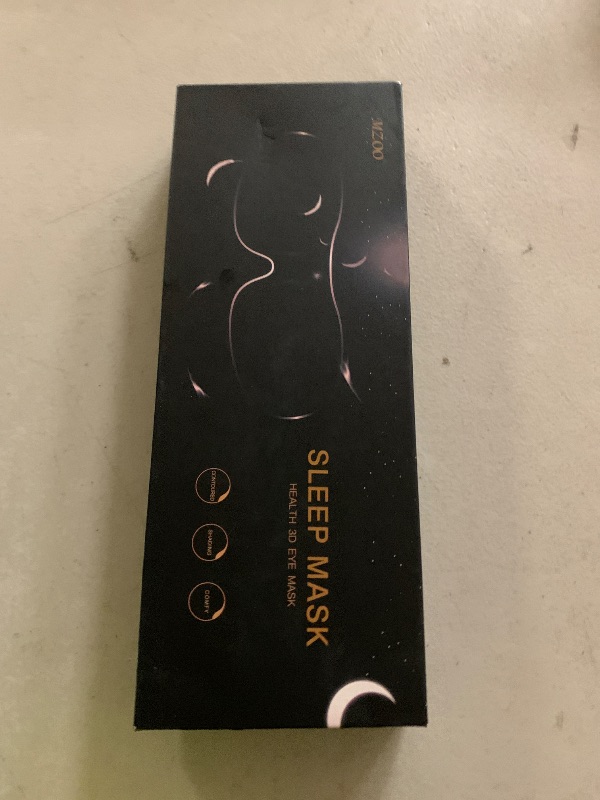 MZOO
SLEEP MASK
HEALTH 3D EYE MASK
CONTOURED
SHADING
COMFY